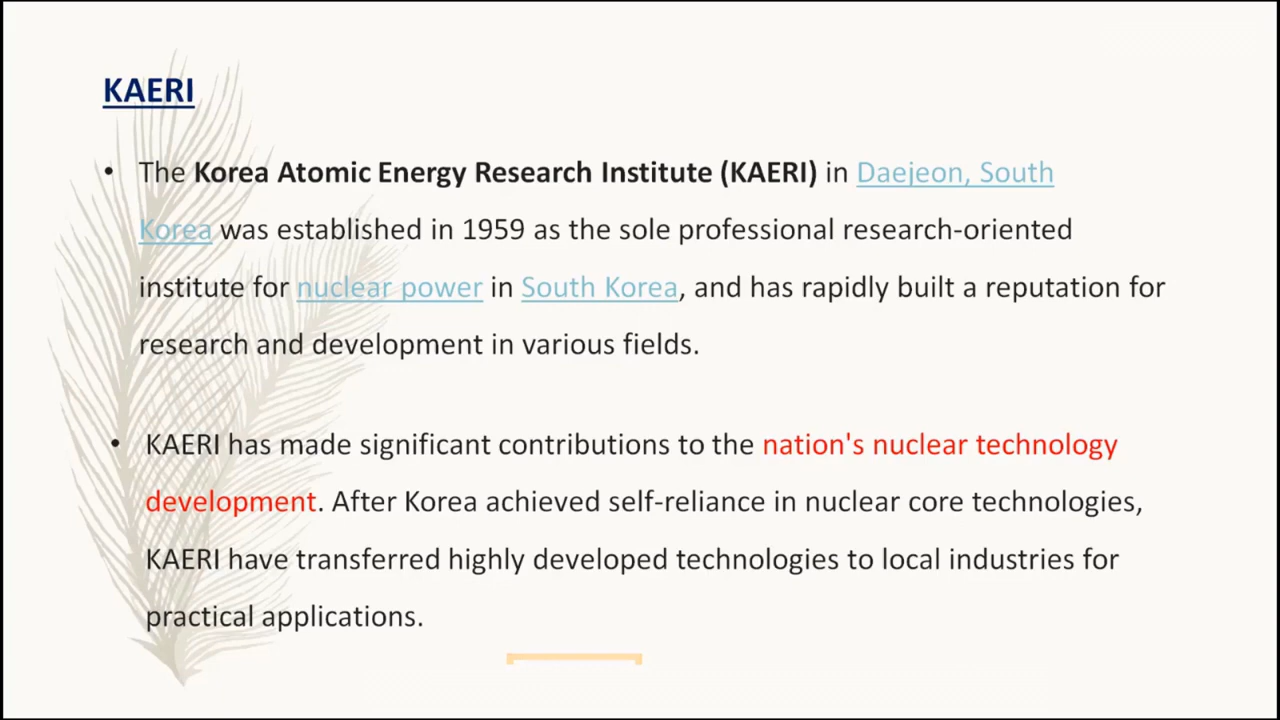 KAERI
• The Korea Atomic Energy Research Institute (KAERI) in Daejeon, South
Korea was established in 1959 as the sole professional research-oriented
institute for nuclear power in South Korea, and has rapidly built a reputation for
research and development in various fields.
• KAERI has made significant contributions to the nation's nuclear technology
development. After Korea achieved self-reliance in nuclear core technologies,
KAERI have transferred highly developed technologies to local industries for
practical applications.